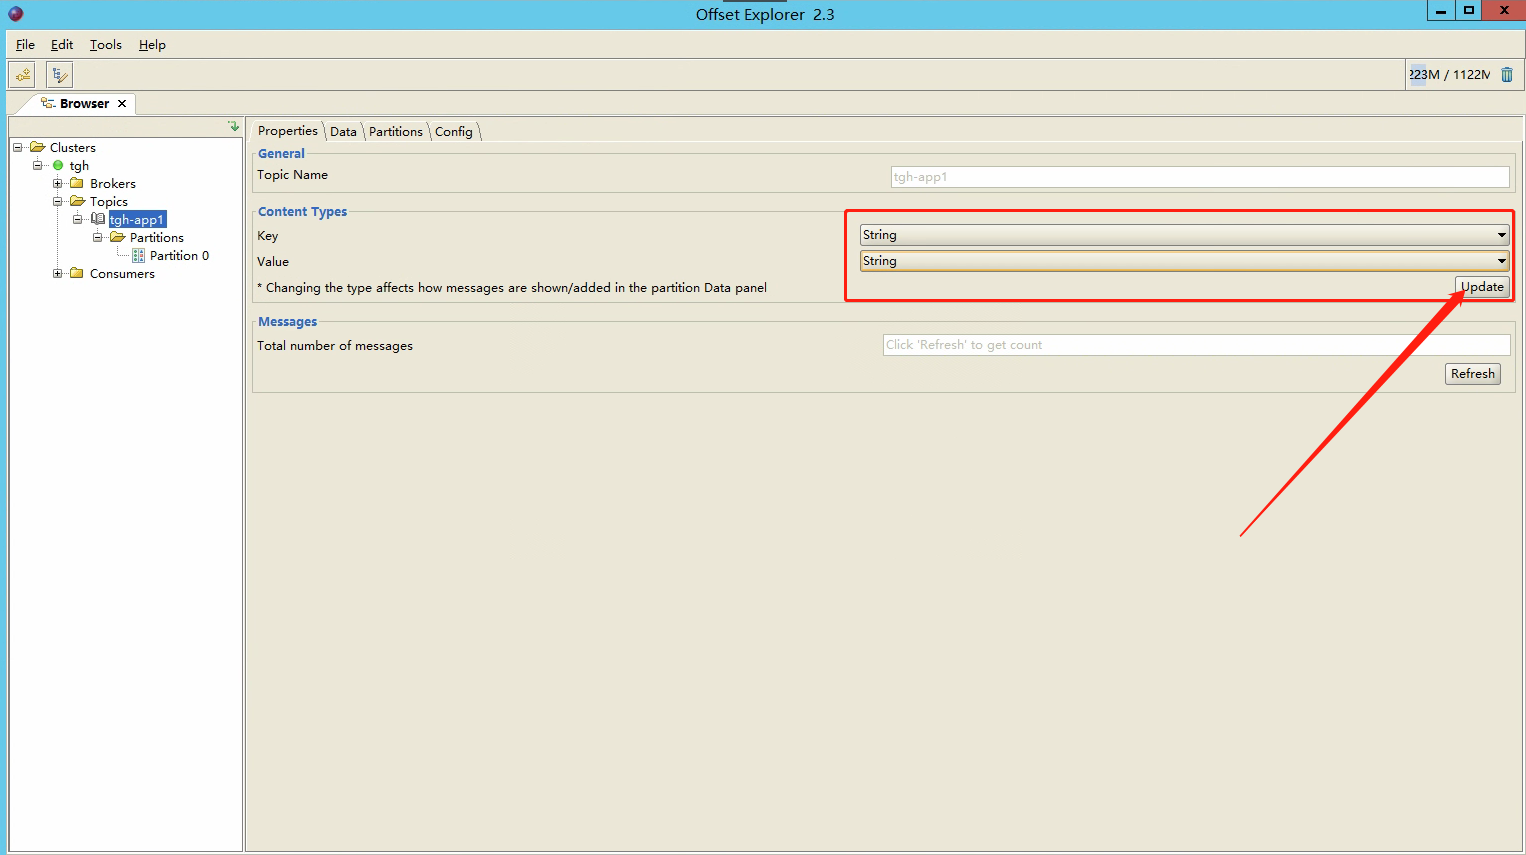 Offset Explorer 2.3
File Edit Tools Help
223M / 1122M
Browser
Clusters
tgh
Brokers
Topics
tgh-app1
Partitions
Partition 0
Consumers
Properties Data Partitions Config
General
Topic Name tgh-app1
Content Types
Key String
Value String
* Changing the type affects how messages are shown/added in the partition Data panel
Update
Messages
Total number of messages Click 'Refresh' to get count
Refresh